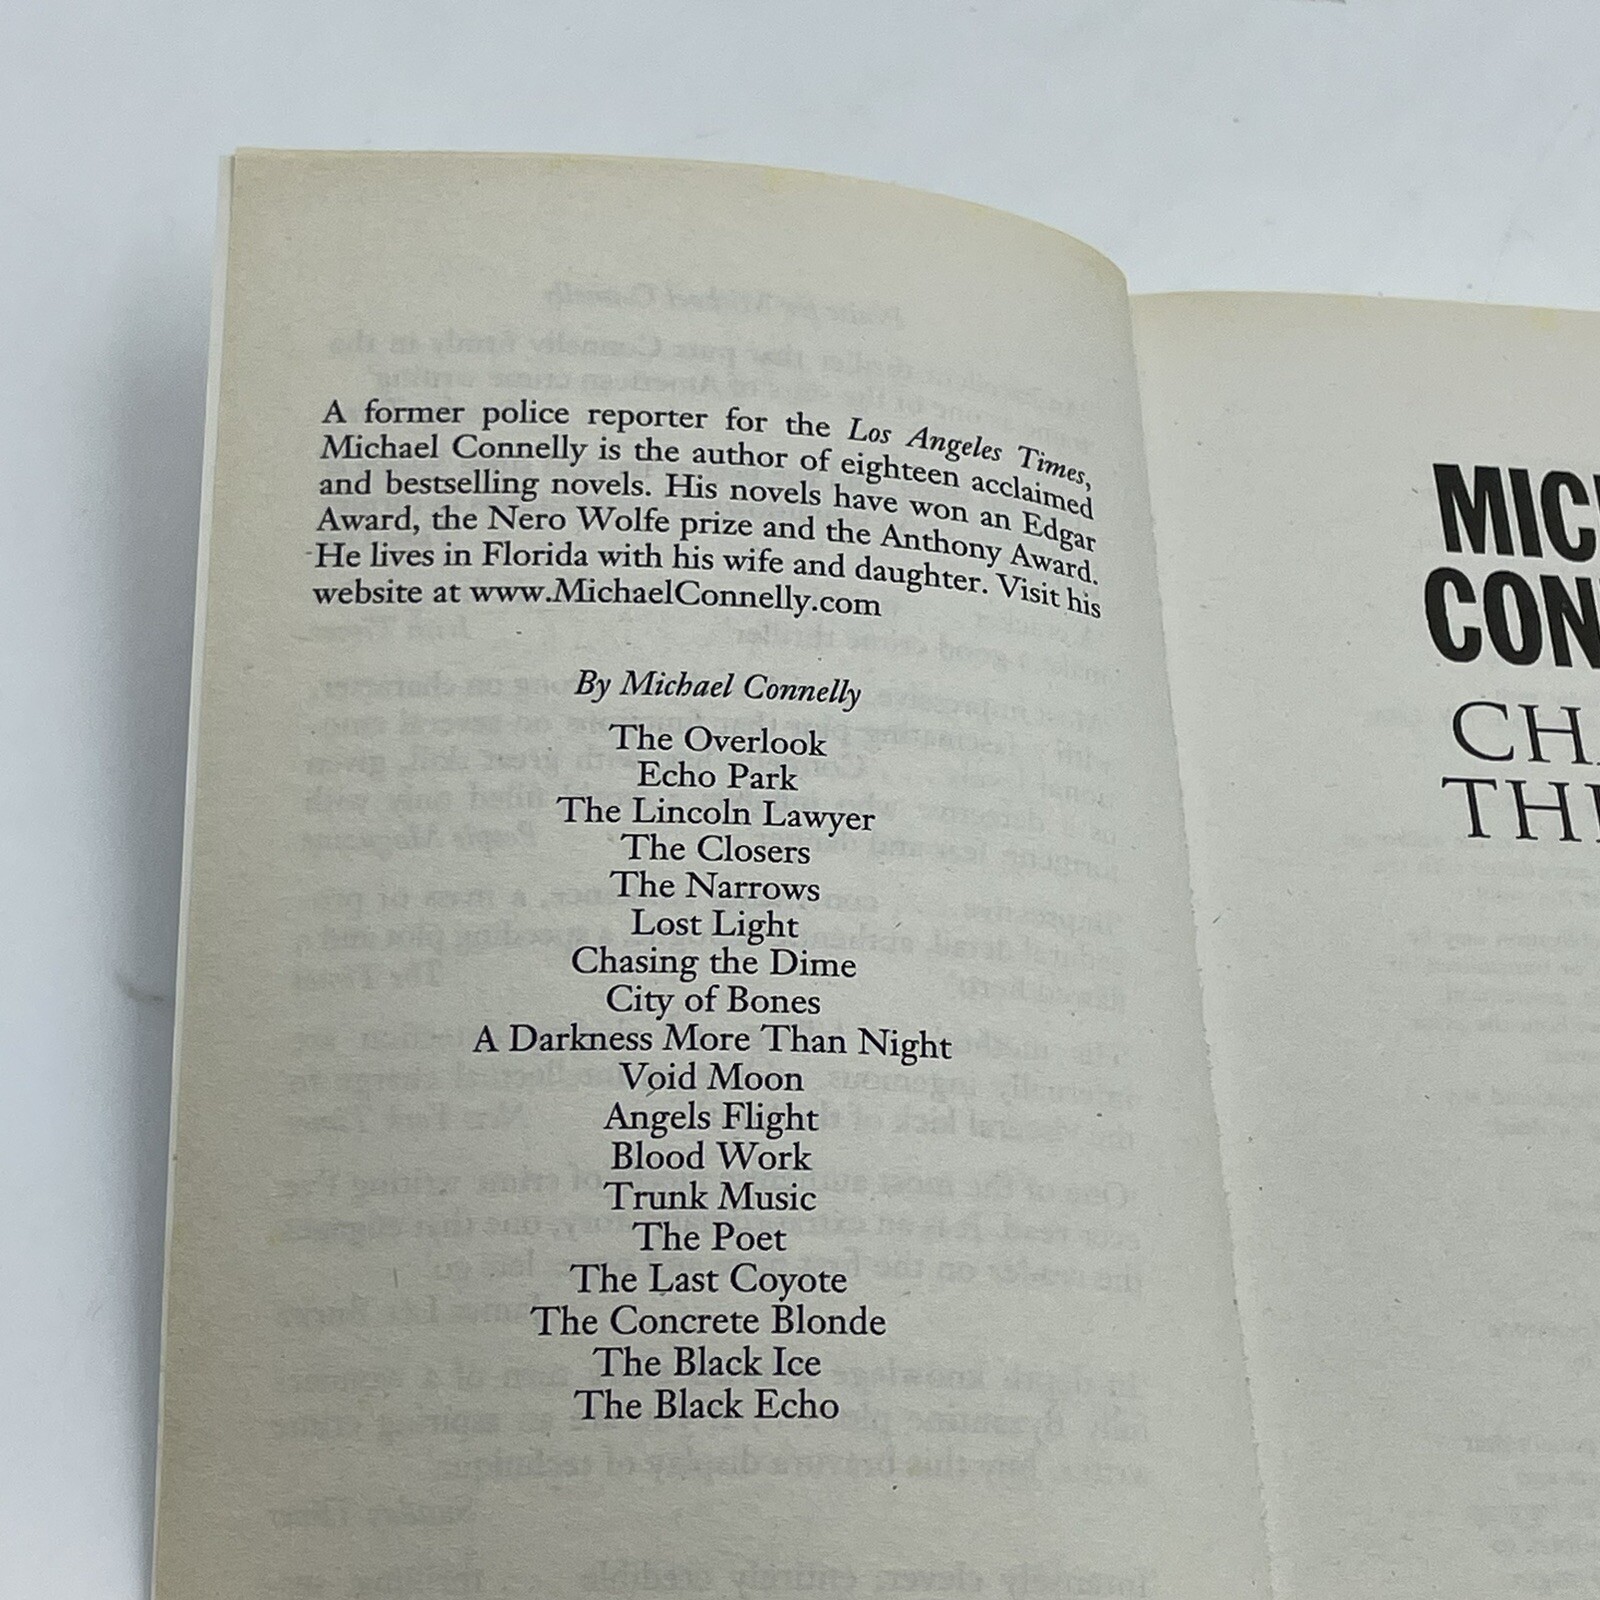 A former police reporter for the Los Angeles Times,
Michael Connelly is the author of eighteen acclaimed
and bestselling novels. His novels have won an Edgar
Award, the Nero Wolfe prize and the Anthony Award.
He lives in Florida with his wife and daughter. Visit his
website at www.MichaelConnelly.com
By Michael Connelly
The Overlook
Echo Park
The Lincoln Lawyer
The Closers
The Narrows
Lost Light
Chasing the Dime
City of Bones
A Darkness More Than Night
Void Moon
Angels Flight
Blood Work
Trunk Music
The Poet
The Last Coyote
The Concrete Blonde
The Black Ice
The Black Echo
MIC
CON
CHA
THE